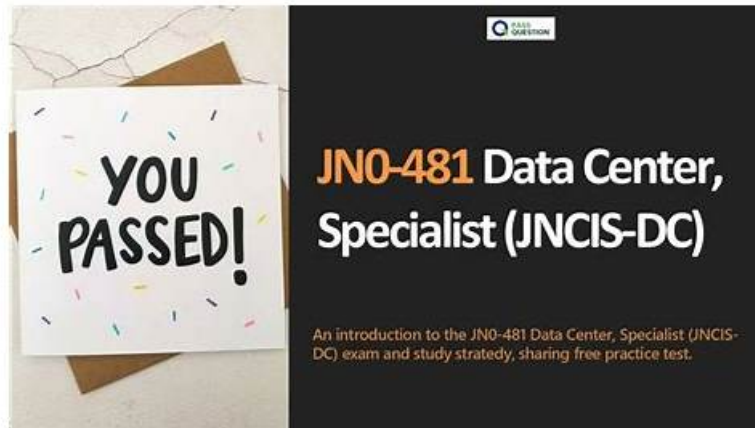 PASS
QUESTION
YOU
PASSED!
JN0-481 Data Center,
Specialist (JNCIS-DC)
An introduction to the JN0-481 Data Center, Specialist (JNCIS-
DC) exam and study stratedy, sharing free practice test.